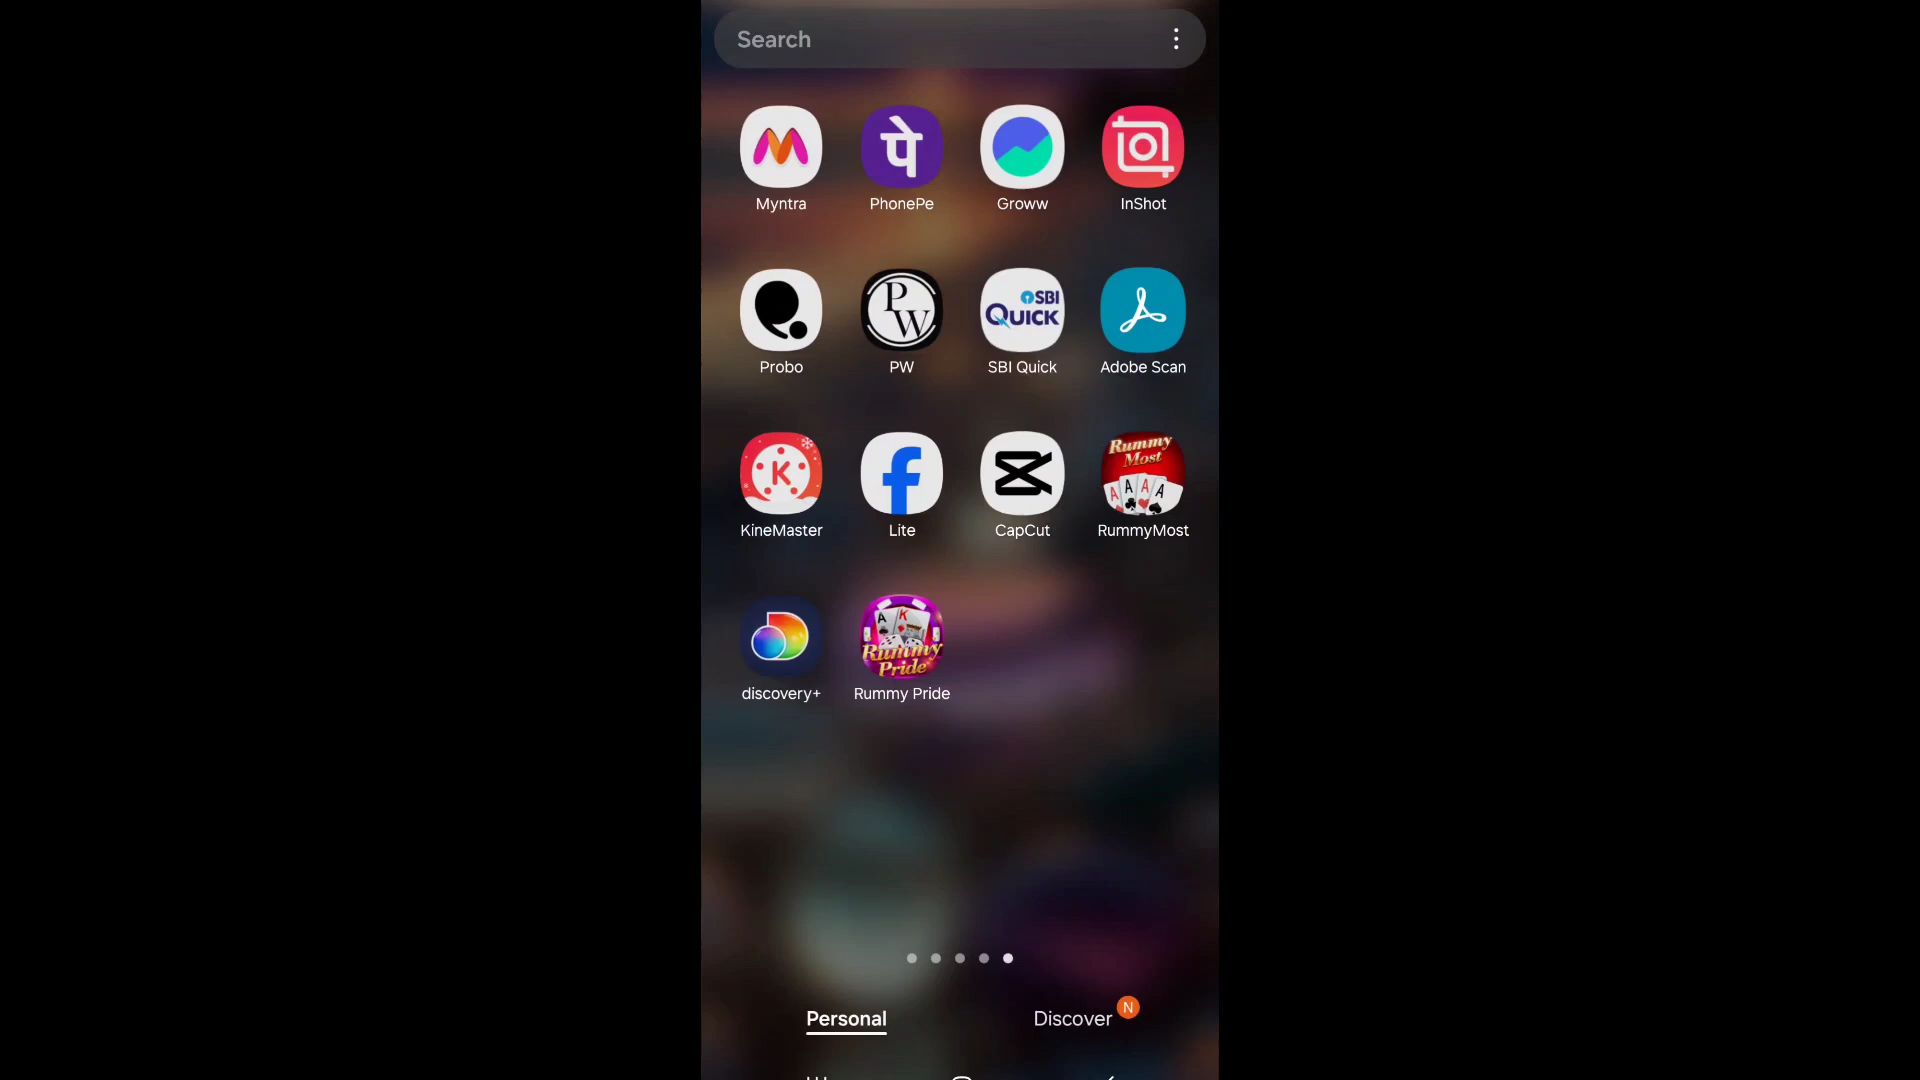 Search
पे
Myntra
PhonePe
Groww
InShot
PW
SBI
QUICK
Probo
PW
SBI Quick
Adobe Scan
K
Rummy
Most
A A A A
KineMaster
Lite
CapCut
RummyMost
A K
Rummy
Pride
discovery+
Rummy Pride
Personal
Discover
N